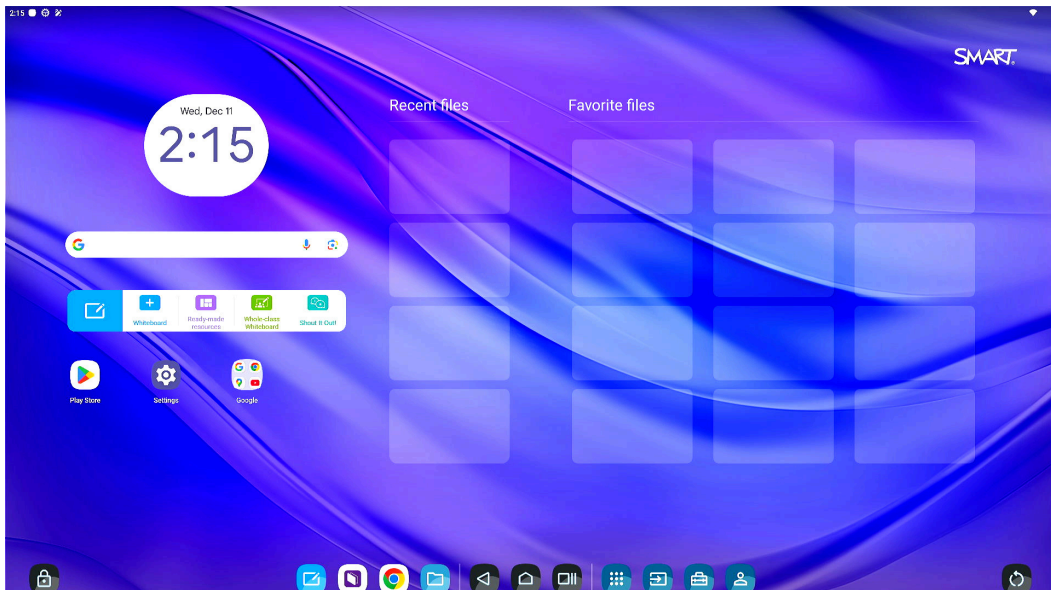 2:15
SMART
Wed, Dec 11
2:15
Recent files
Favorite files
Whiteboard
Ready-made
resources
Whole-class
Whiteboard
Shout It Out!
Play Store
Settings
Google